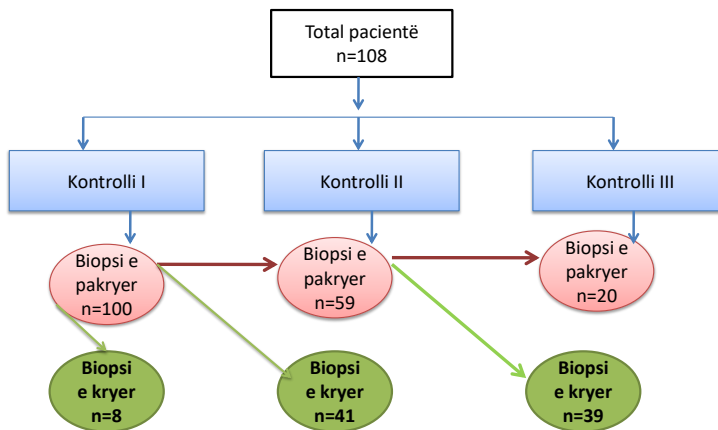 Total pacientë
n=108
Kontrolli I
Kontrolli II
Kontrolli III
Biopsi e
pakryer
n=100
Biopsi e
pakryer
n=59
Biopsi e
pakryer
n=20
Biopsi
e kryer
n=8
Biopsi
e kryer
n=41
Biopsi
e kryer
n=39